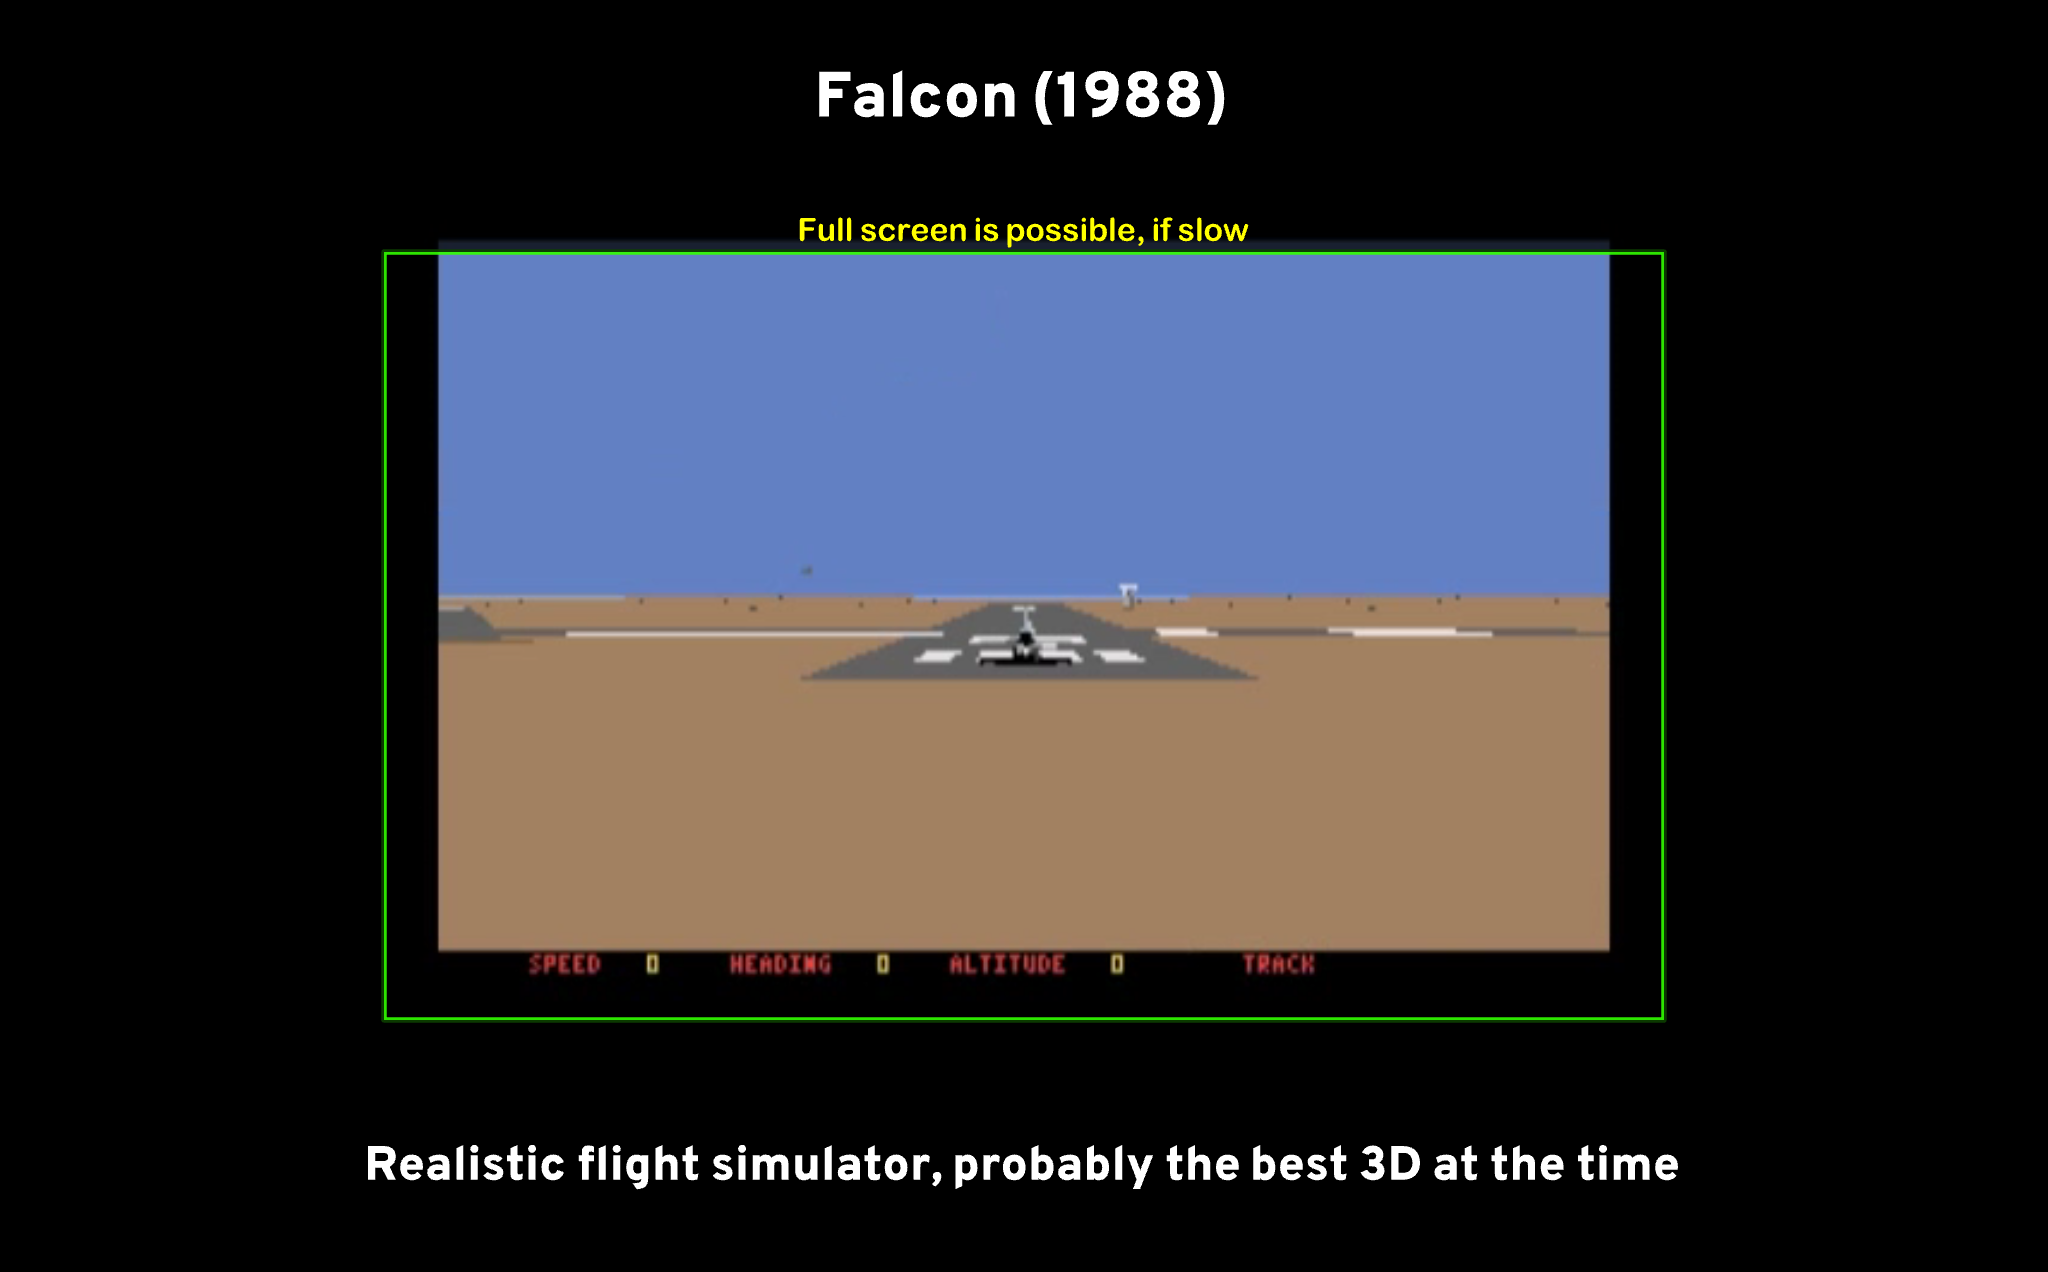 Falcon (1988)
Full screen is possible, if slow
SPEED 0 HEADING 0 ALTITUDE 0 TRACK
Realistic flight simulator, probably the best 3D at the time